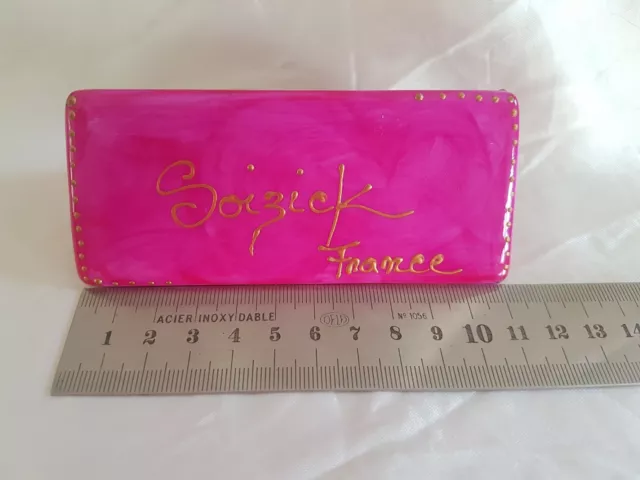 Soizick
France
ACIER INOXYDABLE No 1056
1 2 3 4 5 6 7 8 9 10 11 12 13 14